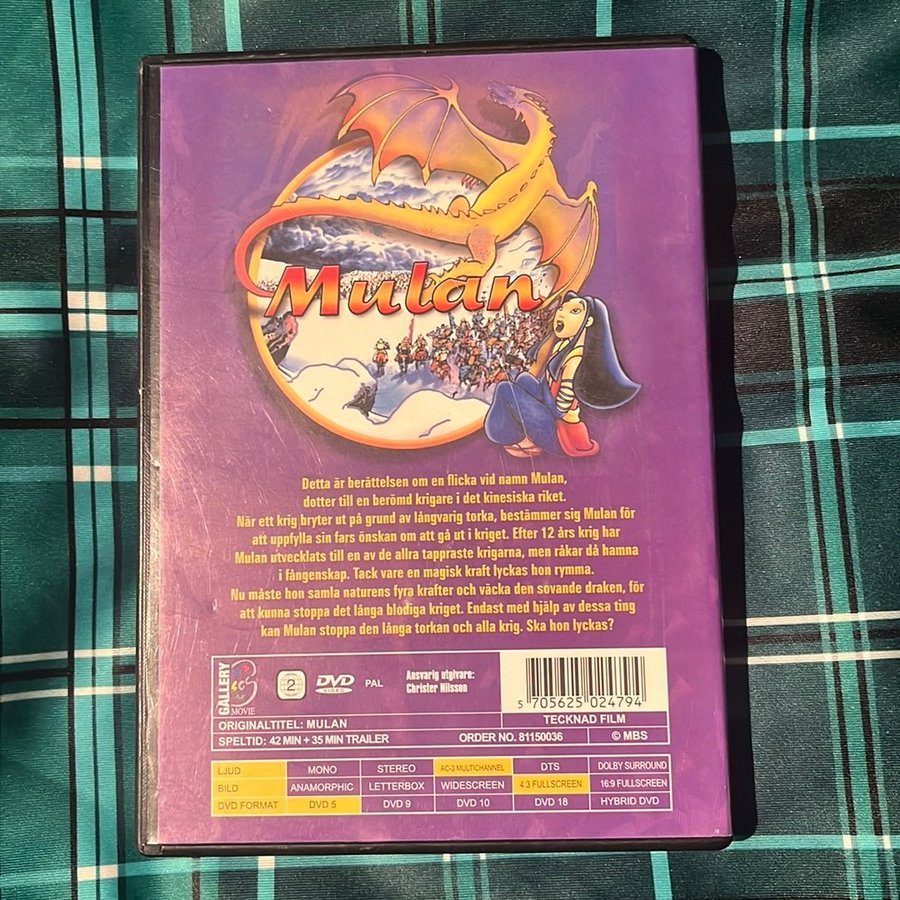 Mulan
Detta är berättelsen om en flicka vid namn Mulan,
dotter till en berömd krigare i det kinesiska riket.
När ett krig bryter ut på grund av långvarig torka, bestämmer sig Mulan för
att uppfylla sin fars önskan om att gå ut i kriget. Efter 12 års krig har
Mulan utvecklats till en av de allra tappraste krigarna, men råkar då hamna
i fångenskap. Tack vare en magisk kraft lyckas hon rymma.
Nu måste hon samla naturens fyra krafter och väcka den sovande draken, för
att kunna stoppa det långa blodiga kriget. Endast med hjälp av dessa ting
kan Mulan stoppa den långa torkan och alla krig. Ska hon lyckas?
GALLERY
MOVIE
2
DVD
VIDEO
PAL
Ansvarig utgivare:
Christer Nilsson
5 705625 024794
ORIGINALTITEL: MULAN
TECKNAD FILM
SPELTID: 42 MIN + 35 MIN TRAILER
ORDER NO. 81150036
© MBS
LJUD MONO STEREO AC-3 MULTICHANNEL DTS DOLBY SURROUND
BILD ANAMORPHIC LETTERBOX WIDESCREEN 4:3 FULLSCREEN 16:9 FULLSCREEN
DVD FORMAT DVD 5 DVD 9 DVD 10 DVD 18 HYBRID DVD